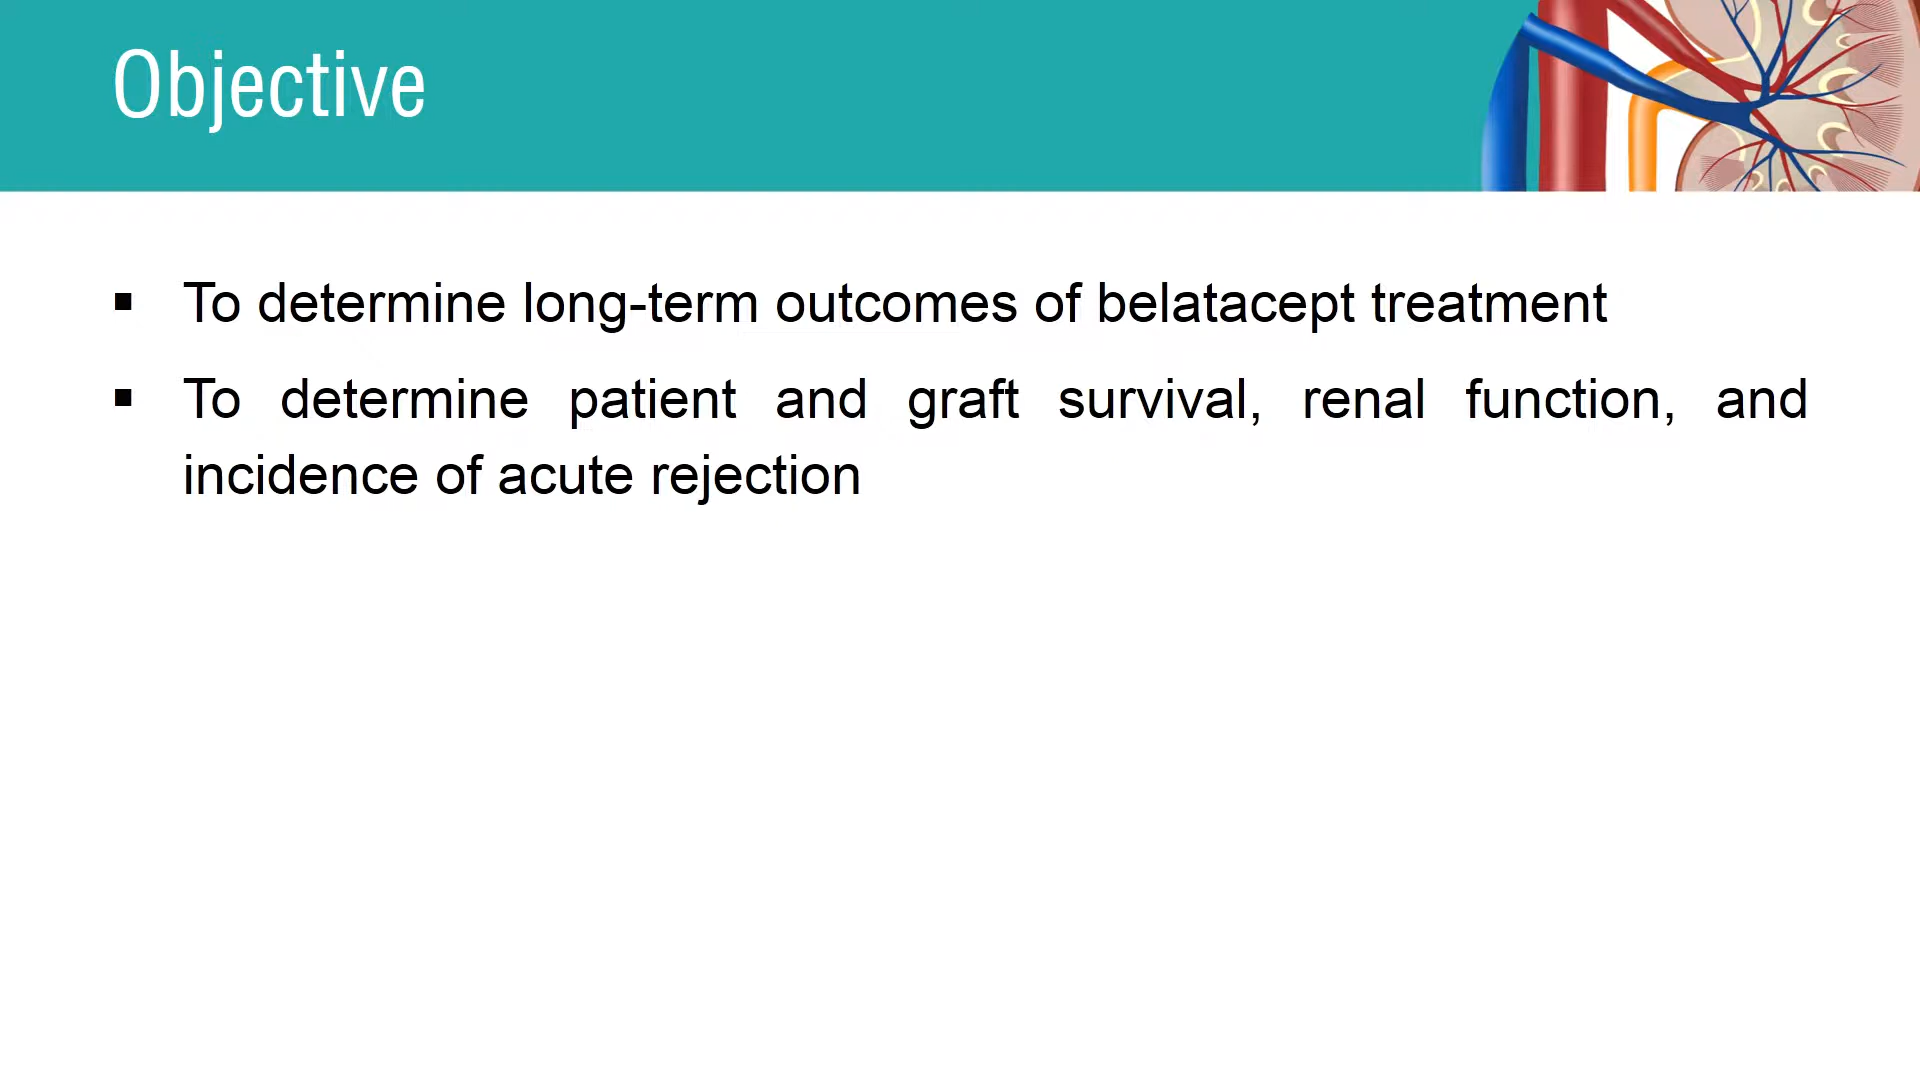 Objective
▪ To determine long-term outcomes of belatacept treatment
▪ To determine patient and graft survival, renal function, and
incidence of acute rejection